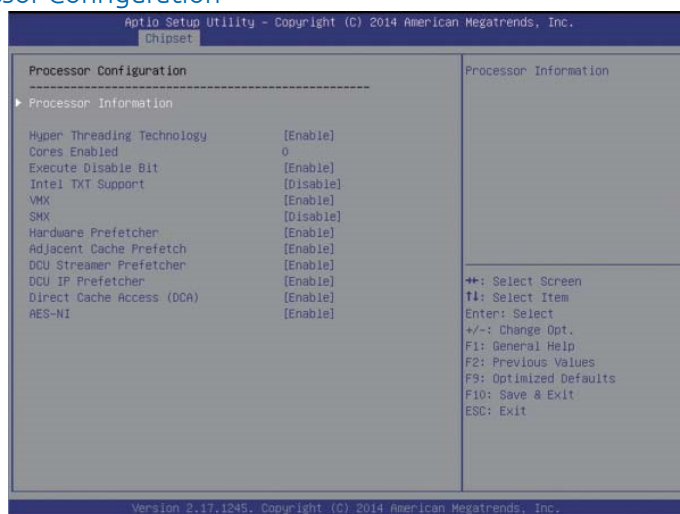 Aptio Setup Utility - Copyright (C) 2014 American Megatrends, Inc.
Chipset
Processor Configuration
Processor Information
Hyper Threading Technology [Enable]
Cores Enabled 0
Execute Disable Bit [Enable]
Intel TXT Support [Disable]
VMX [Enable]
SMX [Disable]
Hardware Prefetcher [Enable]
Adjacent Cache Prefetch [Enable]
DCU Streamer Prefetcher [Enable]
DCU IP Prefetcher [Enable]
Direct Cache Access (DCA) [Enable]
AES-NI [Enable]
Processor Information
→←: Select Screen
↑↓: Select Item
Enter: Select
+/-: Change Opt.
F1: General Help
F2: Previous Values
F9: Optimized Defaults
F10: Save & Exit
ESC: Exit
Version 2.17.1245. Copyright (C) 2014 American Megatrends, Inc.